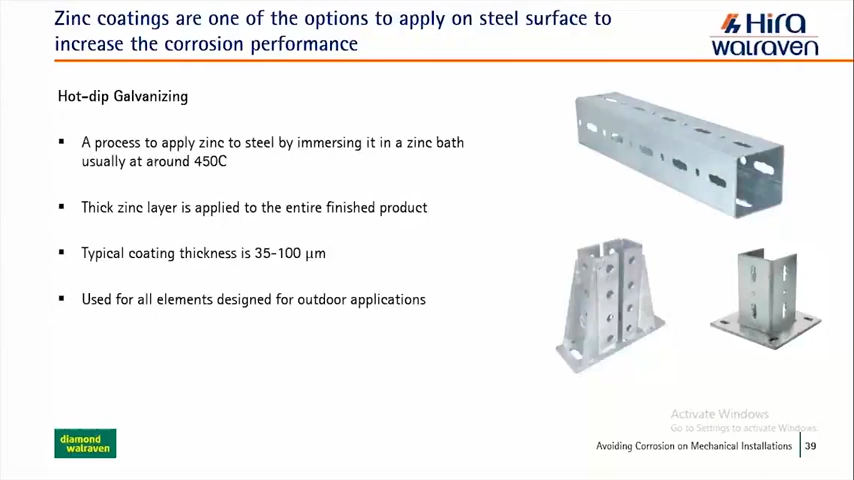 Zinc coatings are one of the options to apply on steel surface to
increase the corrosion performance
Hira
walraven
Hot-dip Galvanizing
▪ A process to apply zinc to steel by immersing it in a zinc bath
usually at around 450C
▪ Thick zinc layer is applied to the entire finished product
▪ Typical coating thickness is 35-100 µm
▪ Used for all elements designed for outdoor applications
Activate Windows
Go to Settings to activate Windows.
diamond
walraven
Avoiding Corrosion on Mechanical Installations 39